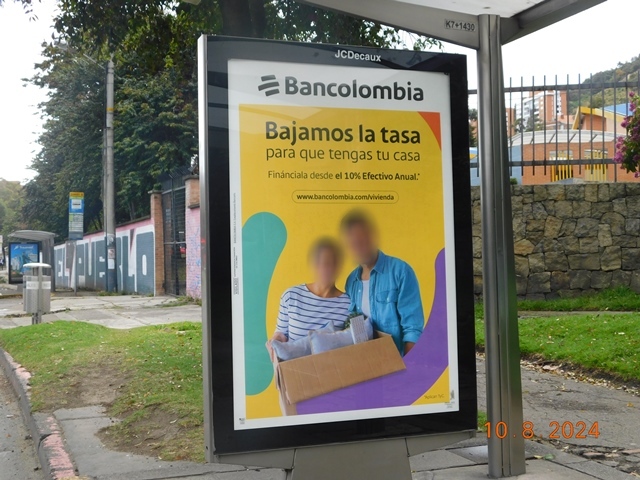 K7+1430
JCDecaux
Bancolombia
Bajamos la tasa
para que tengas tu casa
Fináncialа desde el 10% Efectivo Anual.*
www.bancolombia.com/vivienda
10.8.2024